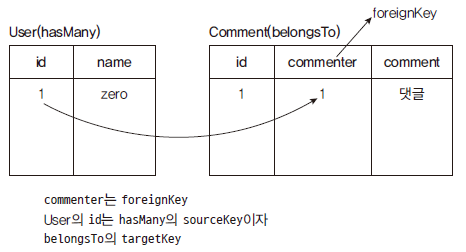 foreignKey
User(hasMany)
Comment(belongsTo)
id name
1 zero
id commenter comment
1 1 댓글
commenter는 foreignKey
User의 id는 hasMany의 sourceKey이자
belongsTo의 targetKey